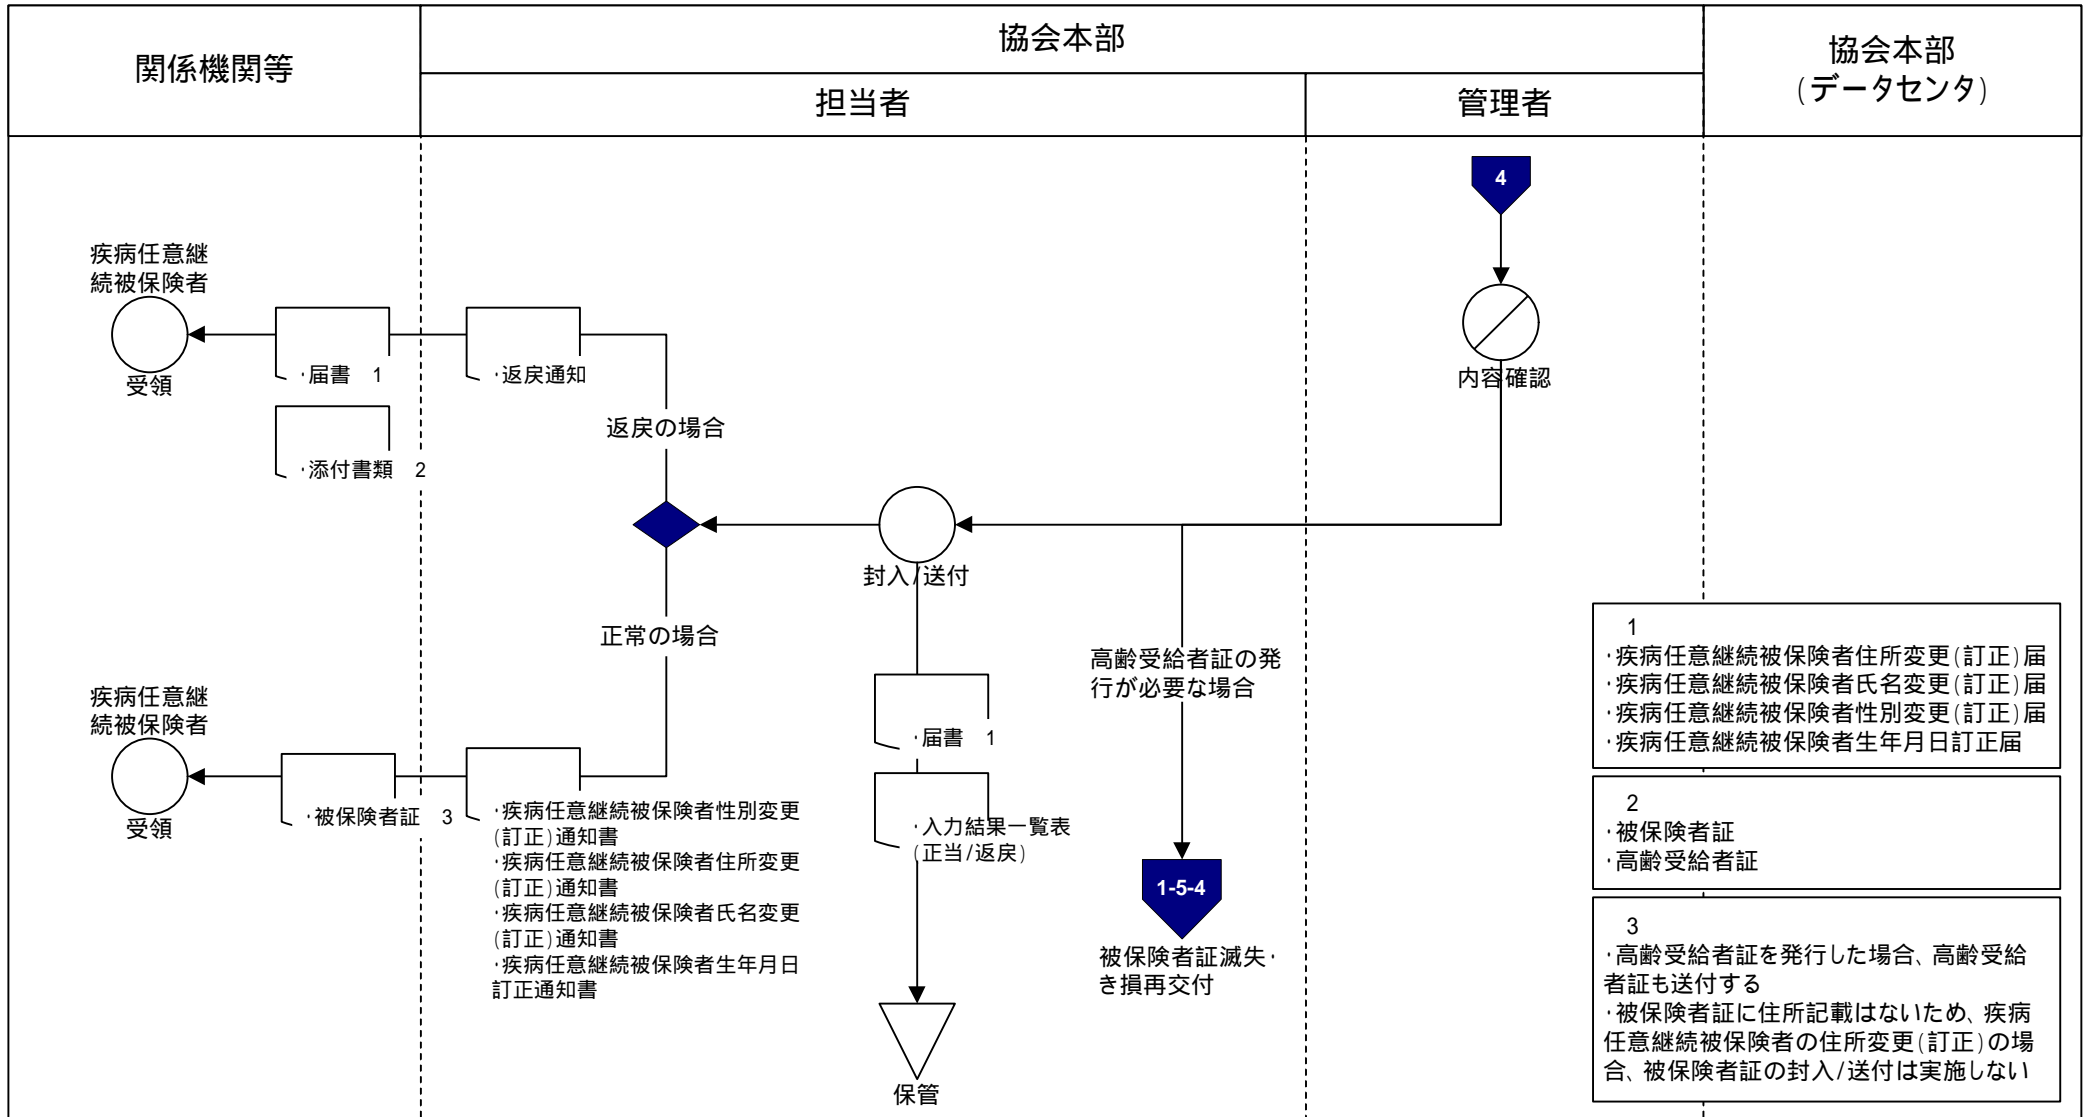 関係機関等
協会本部
担当者
管理者
協会本部
(データセンタ)
4
内容確認
疾病任意継
続被保険者
受領
・届書　1
・返戻通知
・添付書類　2
返戻の場合
封入/送付
正常の場合
高齢受給者証の発
行が必要な場合
疾病任意継
続被保険者
受領
・被保険者証　3
・疾病任意継続被保険者性別変更
(訂正)通知書
・疾病任意継続被保険者住所変更
(訂正)通知書
・疾病任意継続被保険者氏名変更
(訂正)通知書
・疾病任意継続被保険者生年月日
訂正通知書
・届書　1
・入力結果一覧表
(正当/返戻)
保管
1-5-4
被保険者証滅失・
き損再交付
1
・疾病任意継続被保険者住所変更(訂正)届
・疾病任意継続被保険者氏名変更(訂正)届
・疾病任意継続被保険者性別変更(訂正)届
・疾病任意継続被保険者生年月日訂正届
2
・被保険者証
・高齢受給者証
3
・高齢受給者証を発行した場合、高齢受給
者証も送付する
・被保険者証に住所記載はないため、疾病
任意継続被保険者の住所変更(訂正)の場
合、被保険者証の封入/送付は実施しない